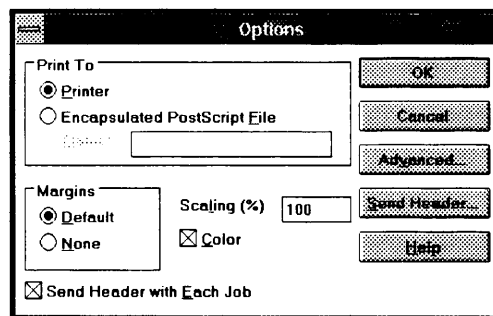 Options
Print To
Printer
Encapsulated PostScript File
Margins
Default
None
Scaling (%) 100
Color
Send Header with Each Job
OK
Cancel
Advanced...
Send Header...
Help